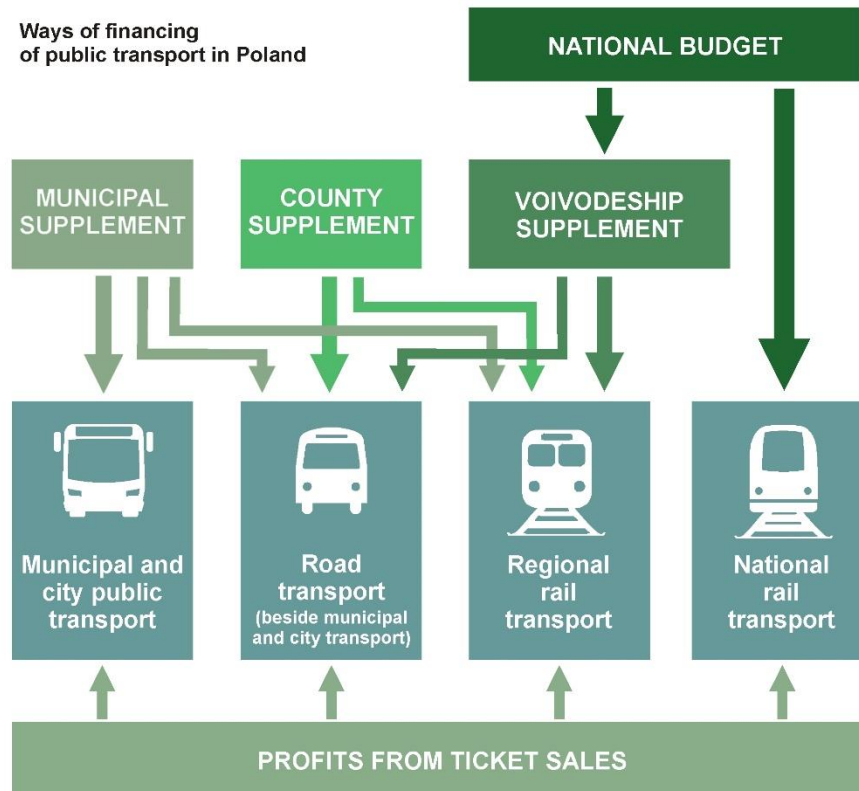 Ways of financing
of public transport in Poland
NATIONAL BUDGET
MUNICIPAL
SUPPLEMENT
COUNTY
SUPPLEMENT
VOIVODESHIP
SUPPLEMENT
Municipal and
city public
transport
Road
transport
(beside municipal
and city transport)
Regional
rail
transport
National
rail
transport
PROFITS FROM TICKET SALES